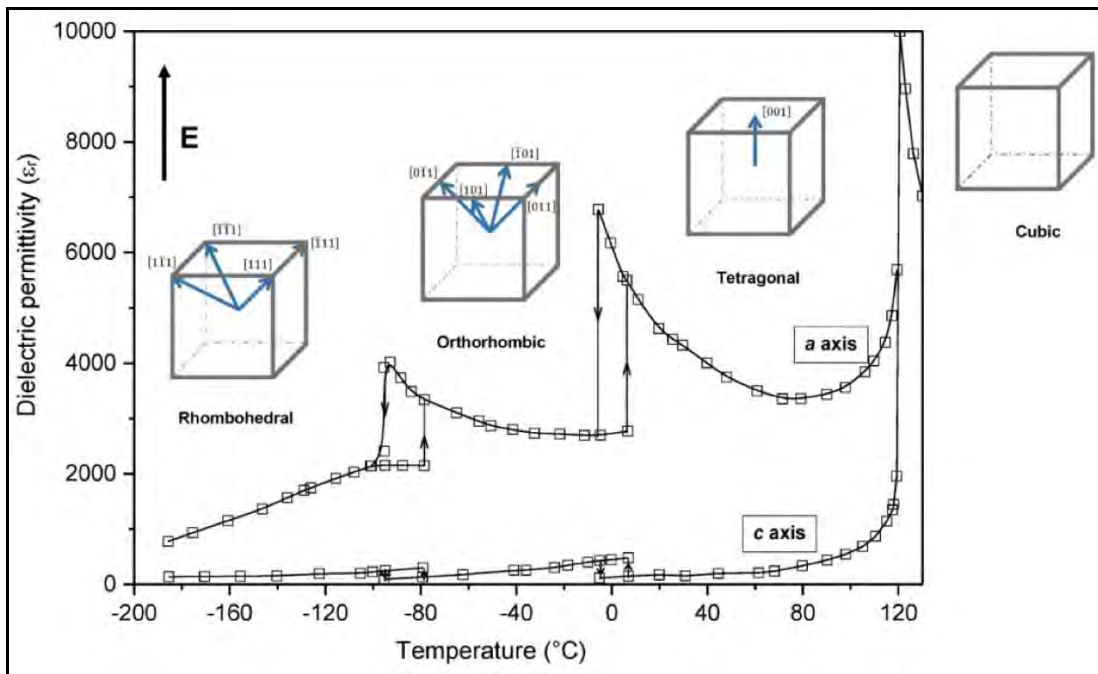 10000
8000
6000
4000
2000
0
Dielectric permittivity (εᵣ)
E
[1̄1̄1]
[1̄11]
[11̄1]
[111]
Rhombohedral
[1̄01]
[01̄1]
[101]
[011]
Orthorhombic
[001]
Tetragonal
Cubic
a axis
c axis
-200 -160 -120 -80 -40 0 40 80 120
Temperature (°C)